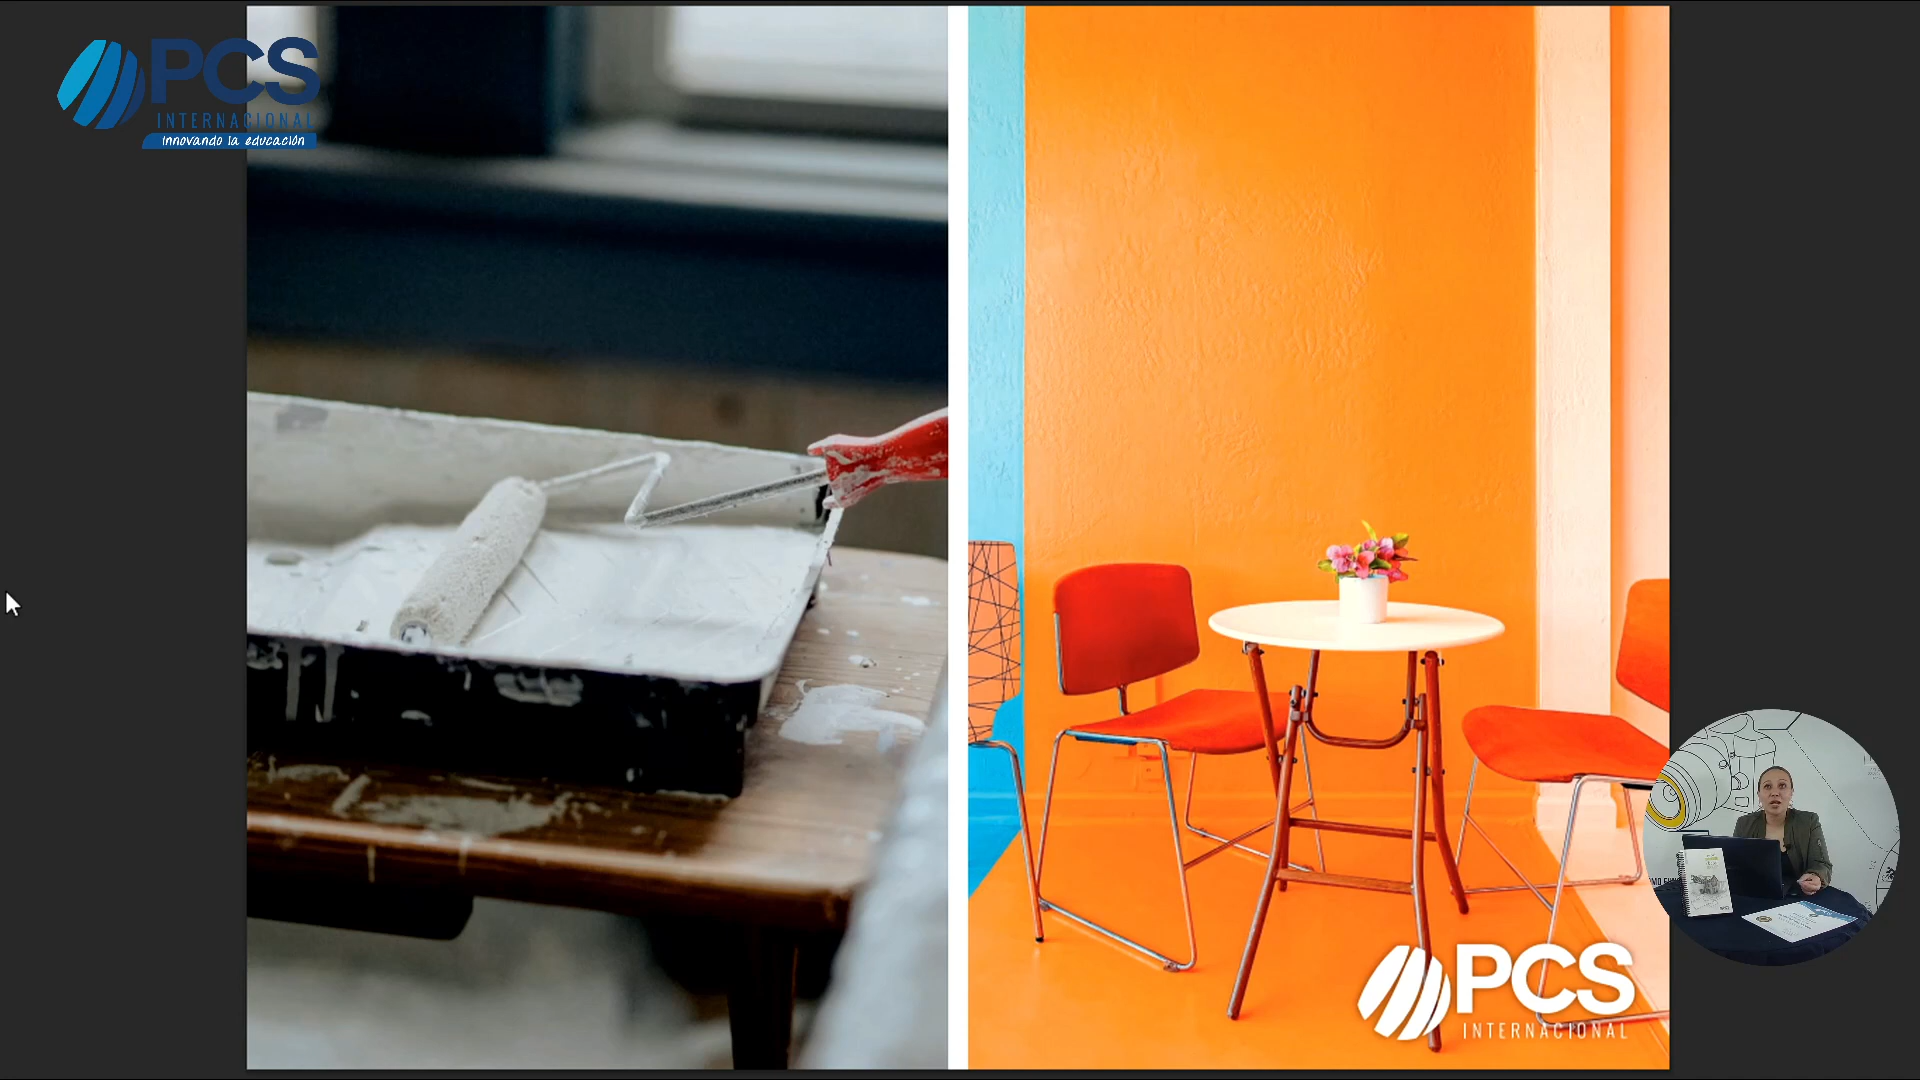 PCS
INTERNACIONAL
innovando la educación
PCS
INTERNACIONAL